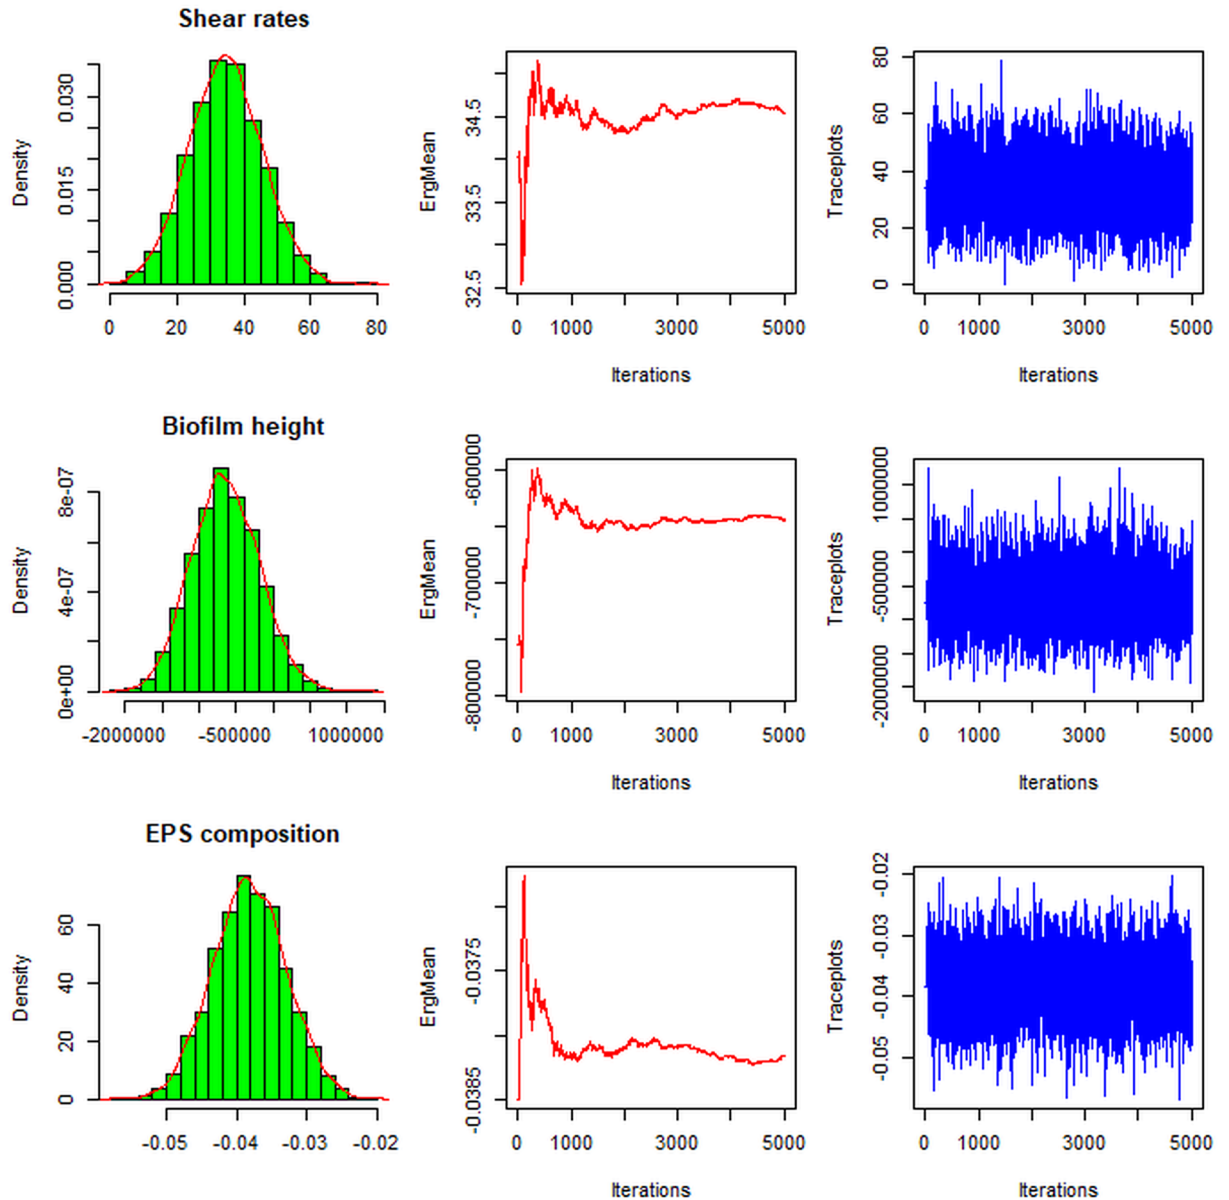 Shear rates
Density
0.000
0.015
0.030
0 20 40 60 80
ErgMean
32.5
33.5
34.5
0 1000 3000 5000
Iterations
Traceplots
0
20
40
60
80
0 1000 3000 5000
Iterations
Biofilm height
Density
0e+00
4e-07
8e-07
-2000000 -500000 1000000
ErgMean
-800000
-700000
-600000
0 1000 3000 5000
Iterations
Traceplots
-2000000
-500000
1000000
0 1000 3000 5000
Iterations
EPS composition
Density
0
20
40
60
-0.05 -0.04 -0.03 -0.02
ErgMean
-0.0385
-0.0375
0 1000 3000 5000
Iterations
Traceplots
-0.05
-0.04
-0.03
-0.02
0 1000 3000 5000
Iterations